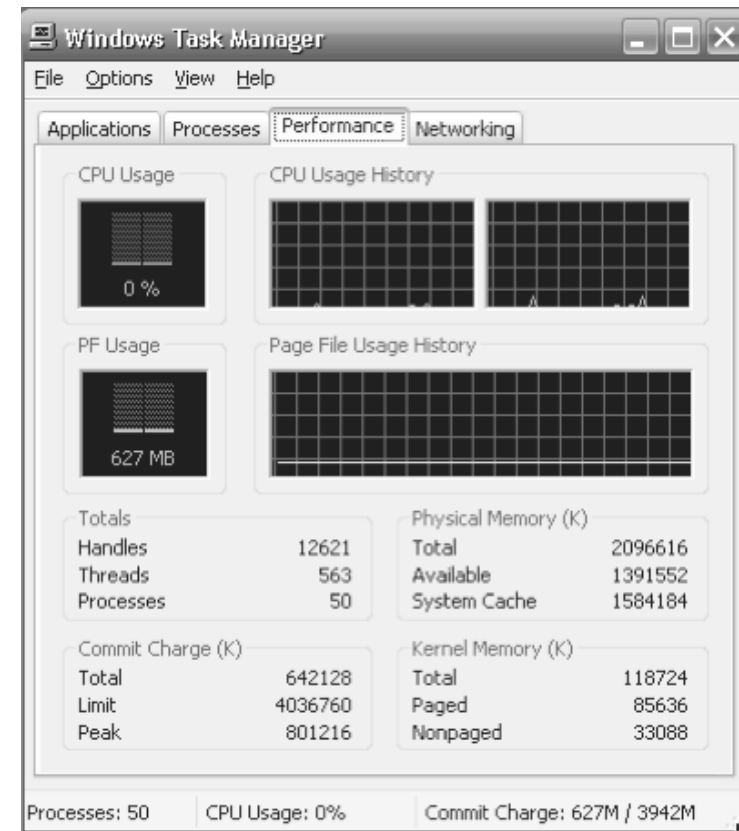 Windows Task Manager
File Options View Help
Applications Processes Performance Networking
CPU Usage CPU Usage History
0 %
PF Usage Page File Usage History
627 MB
Totals Physical Memory (K)
Handles 12621 Total 2096616
Threads 563 Available 1391552
Processes 50 System Cache 1584184
Commit Charge (K) Kernel Memory (K)
Total 642128 Total 118724
Limit 4036760 Paged 85636
Peak 801216 Nonpaged 33088
Processes: 50 CPU Usage: 0% Commit Charge: 627M / 3942M